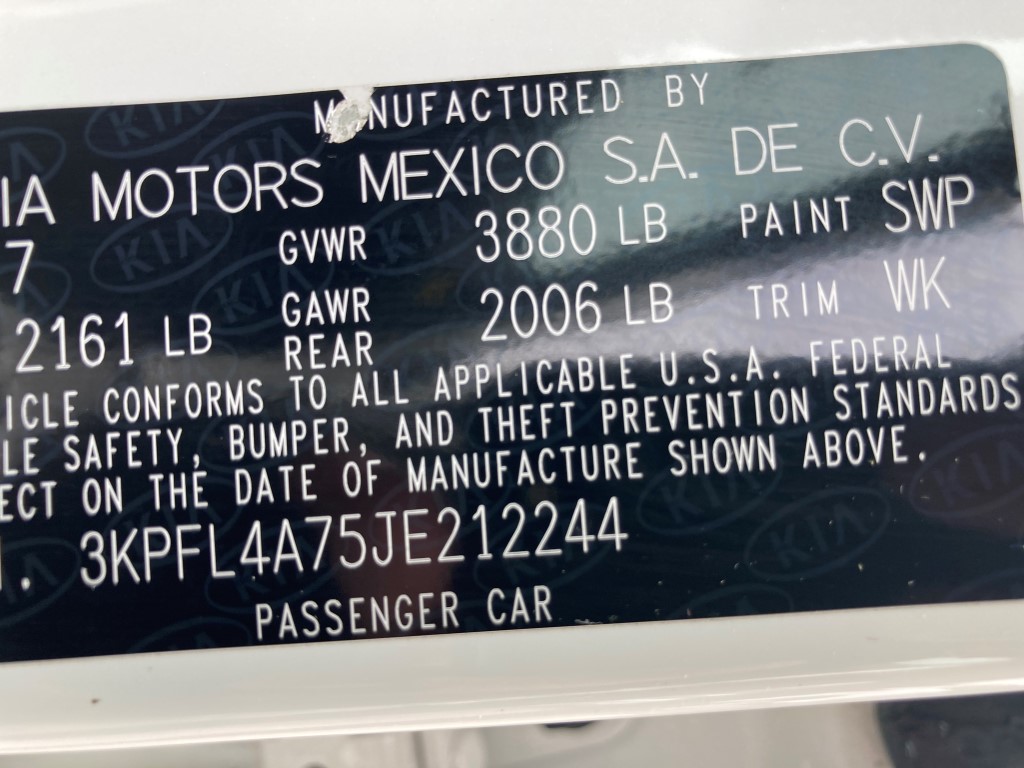 MANUFACTURED BY
IA MOTORS MEXICO S.A. DE C.V.
7 GVWR 3880 LB PAINT SWP
2161 LB GAWR REAR 2006 LB TRIM WK
ICLE CONFORMS TO ALL APPLICABLE U.S.A. FEDERAL
LE SAFETY, BUMPER, AND THEFT PREVENTION STANDARDS
ECT ON THE DATE OF MANUFACTURE SHOWN ABOVE.
. 3KPFL4A75JE212244
PASSENGER CAR